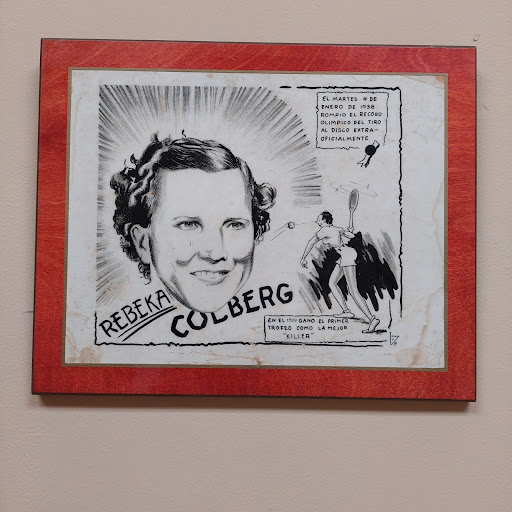 EL MARTES 4 DE
ENERO DE 1938
ROMPIO EL RECORD
OLIMPICO DEL TIRO
AL DISCO EXTRA-
OFICIALMENTE
REBEKA
COLBERG
EN EL GANO EL PRIMER
TROFEO COMO LA MEJOR
"KILLER"